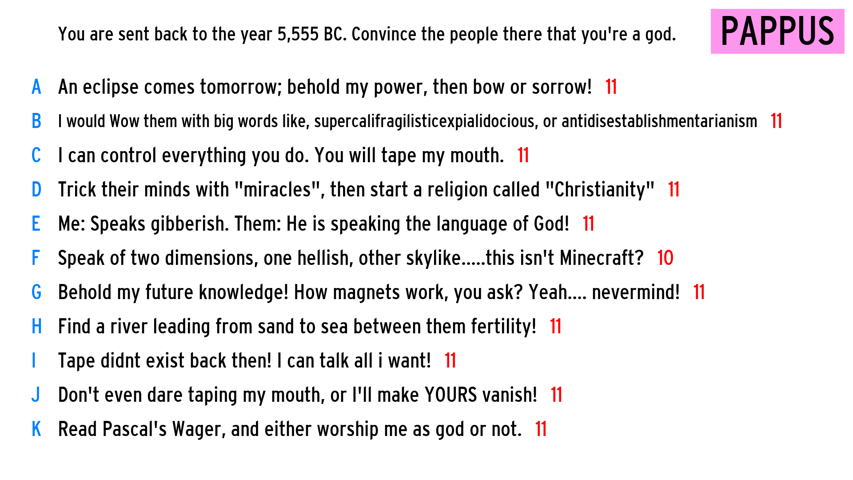 You are sent back to the year 5,555 BC. Convince the people there that you're a god.
PAPPUS
A An eclipse comes tomorrow; behold my power, then bow or sorrow! 11
B I would Wow them with big words like, supercalifragilisticexpialidocious, or antidisestablishmentarianism 11
C I can control everything you do. You will tape my mouth. 11
D Trick their minds with "miracles", then start a religion called "Christianity" 11
E Me: Speaks gibberish. Them: He is speaking the language of God! 11
F Speak of two dimensions, one hellish, other skylike.....this isn't Minecraft? 10
G Behold my future knowledge! How magnets work, you ask? Yeah.... nevermind! 11
H Find a river leading from sand to sea between them fertility! 11
I Tape didnt exist back then! I can talk all i want! 11
J Don't even dare taping my mouth, or I'll make YOURS vanish! 11
K Read Pascal's Wager, and either worship me as god or not. 11